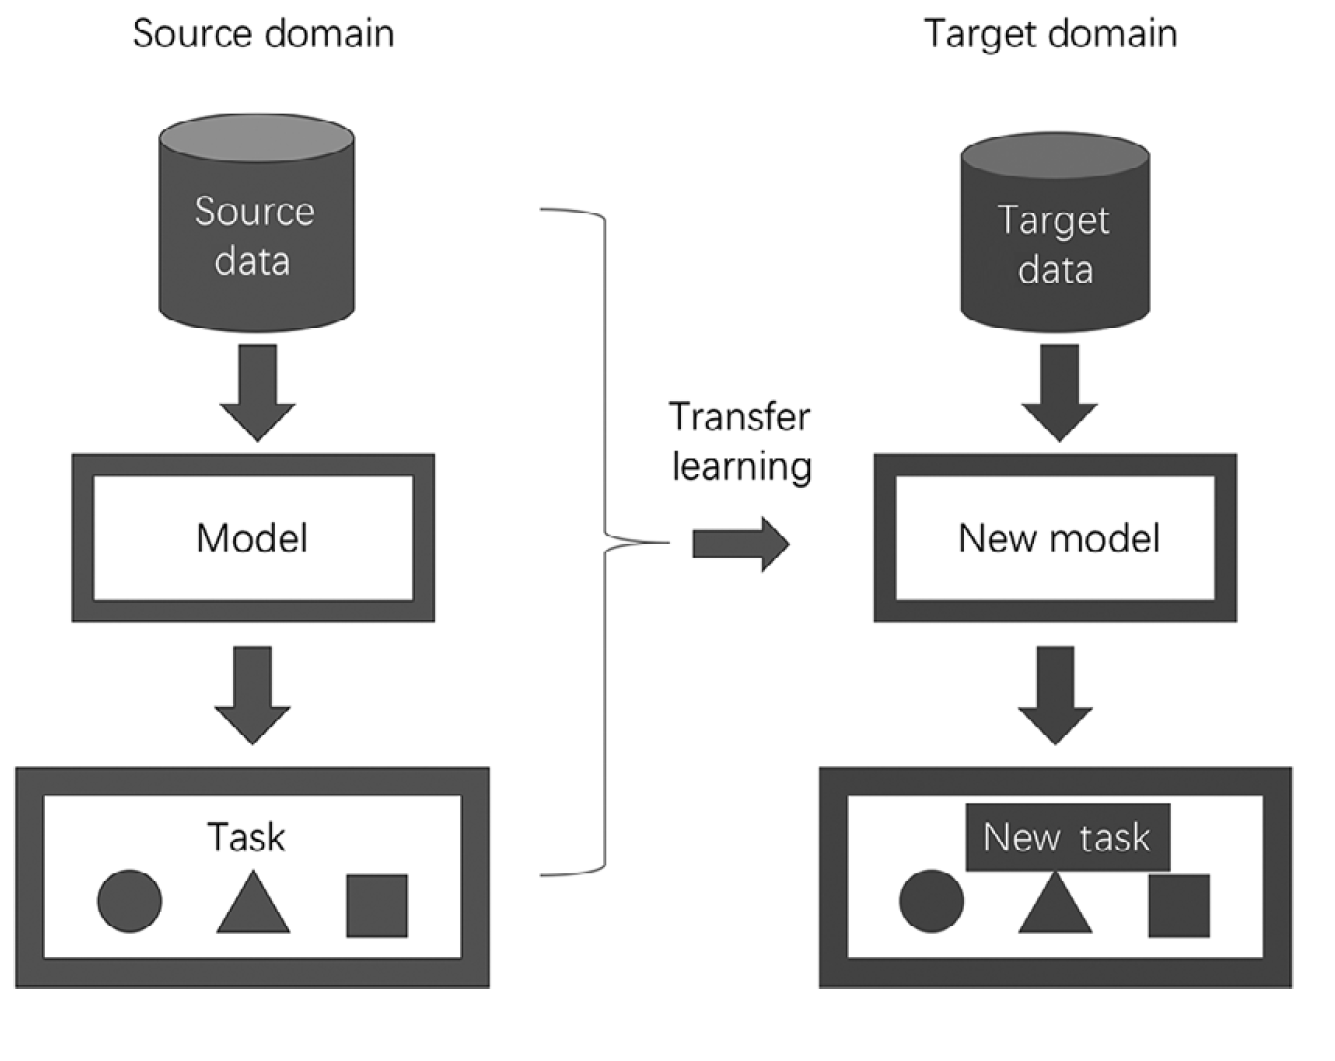 Source domain
Target domain
Source
data
Target
data
Transfer
learning
Model
New model
Task
New task